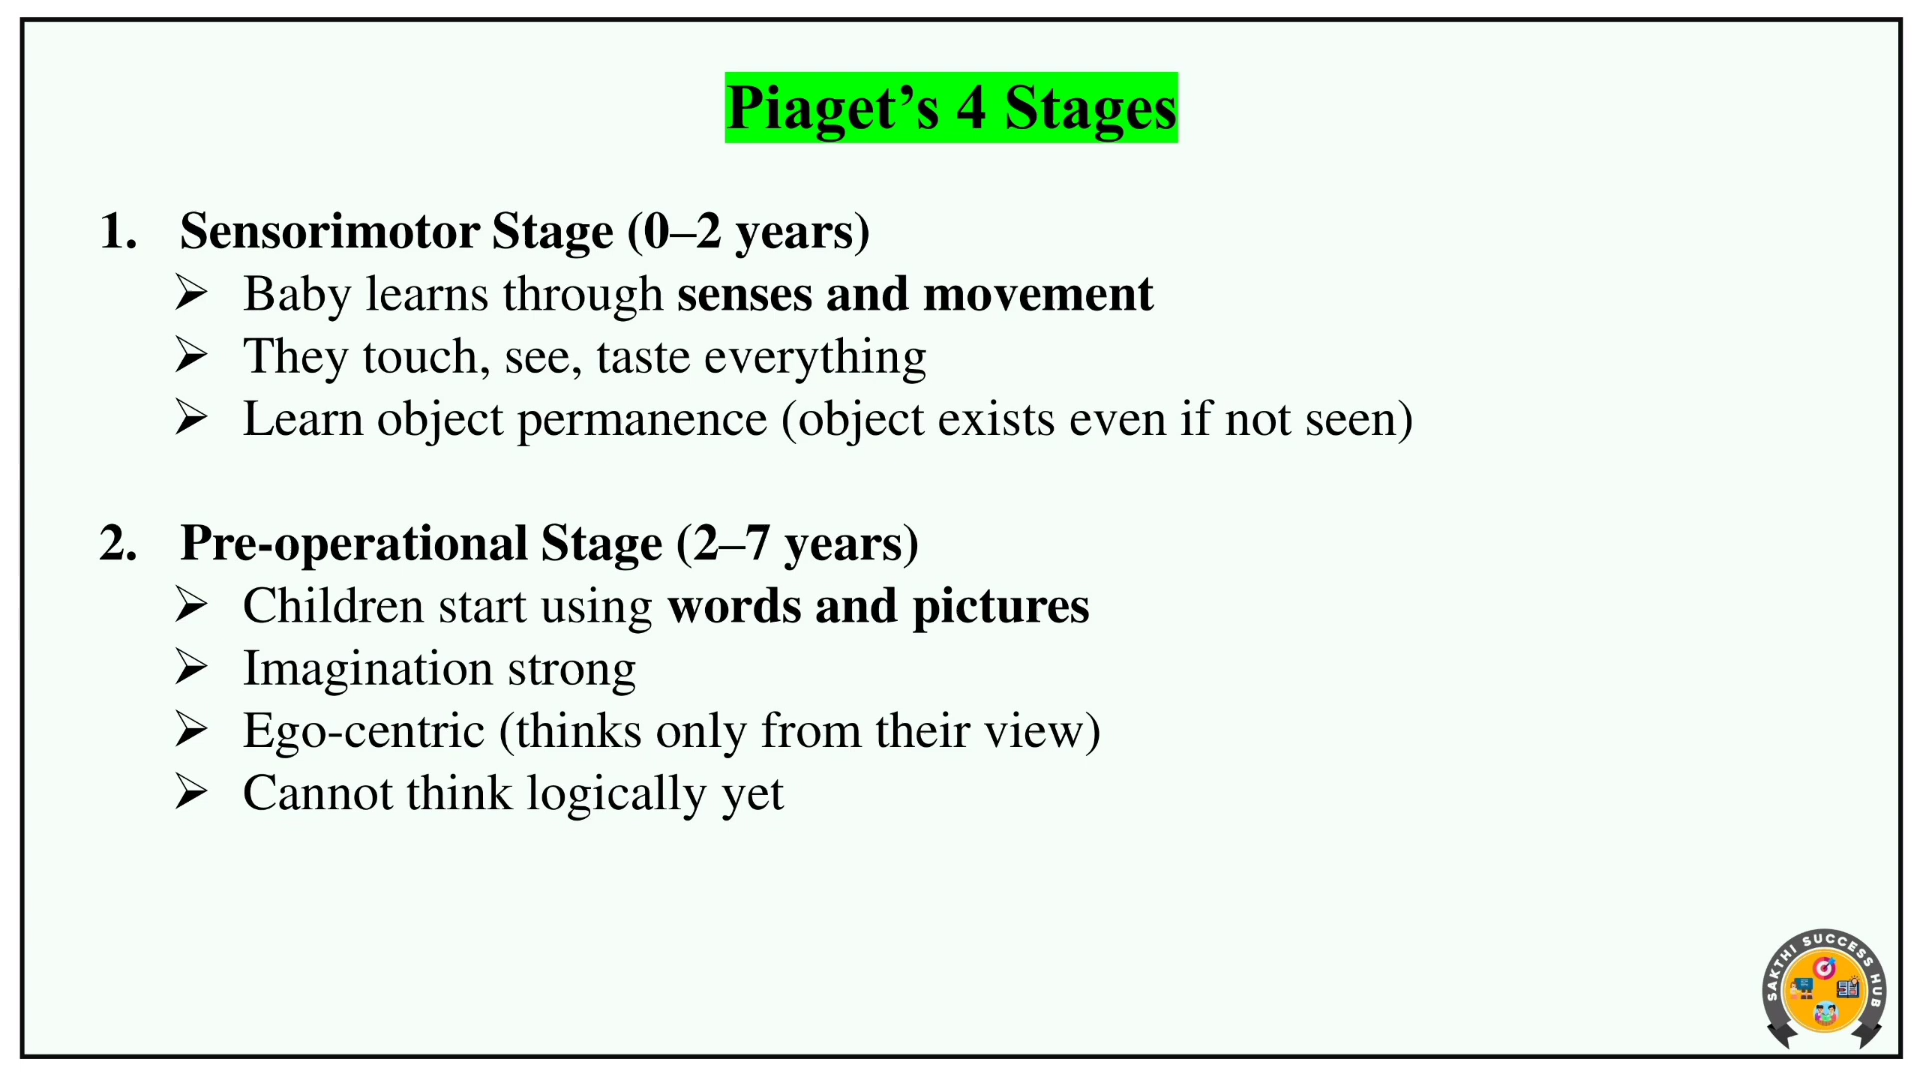 Piaget’s 4 Stages
1. Sensorimotor Stage (0–2 years)
➢ Baby learns through senses and movement
➢ They touch, see, taste everything
➢ Learn object permanence (object exists even if not seen)
2. Pre-operational Stage (2–7 years)
➢ Children start using words and pictures
➢ Imagination strong
➢ Ego-centric (thinks only from their view)
➢ Cannot think logically yet
SAKTHI SUCCESS HUB